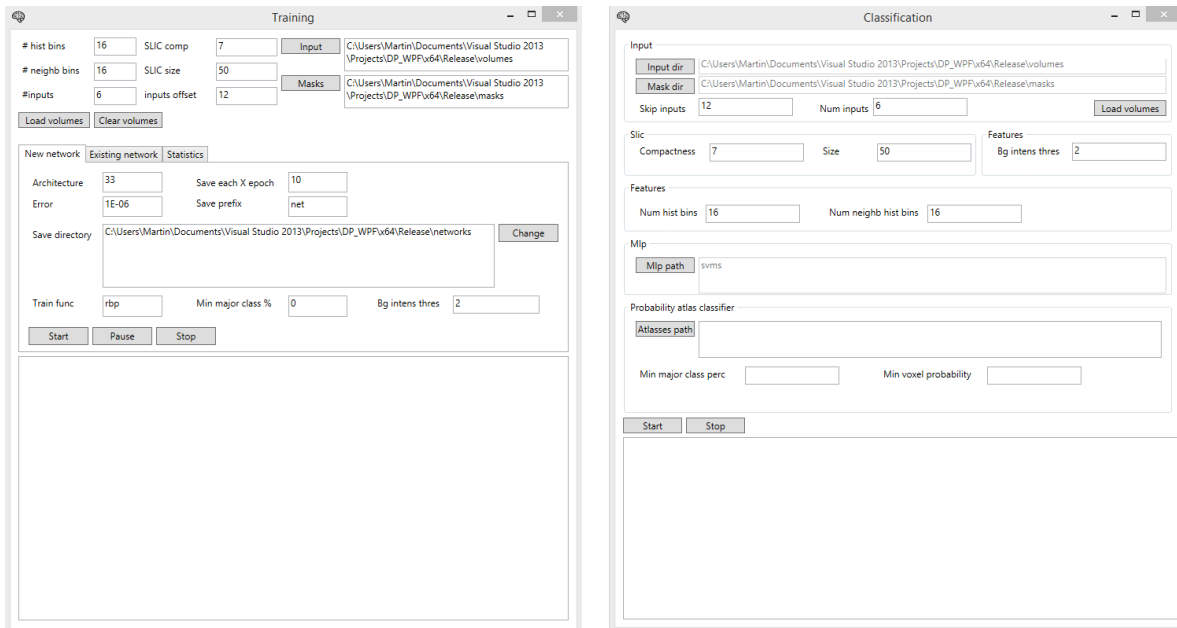 Training
# hist bins 16 SLIC comp 7 Input C:\Users\Martin\Documents\Visual Studio 2013
\Projects\DP_WPF\x64\Release\volumes
# neighb bins 16 SLIC size 50 Masks C:\Users\Martin\Documents\Visual Studio 2013
\Projects\DP_WPF\x64\Release\masks
#inputs 6 inputs offset 12
Load volumes Clear volumes
New network Existing network Statistics
Architecture 33 Save each X epoch 10
Error 1E-06 Save prefix net
Save directory C:\Users\Martin\Documents\Visual Studio 2013\Projects\DP_WPF\x64\Release\networks Change
Train func rbp Min major class % 0 Bg intens thres 2
Start Pause Stop
Classification
Input
Input dir C:\Users\Martin\Documents\Visual Studio 2013\Projects\DP_WPF\x64\Release\volumes
Mask dir C:\Users\Martin\Documents\Visual Studio 2013\Projects\DP_WPF\x64\Release\masks
Skip inputs 12 Num inputs 6 Load volumes
Slic Features
Compactness 7 Size 50 Bg intens thres 2
Features
Num hist bins 16 Num neighb hist bins 16
Mlp
Mlp path svms
Probability atlas classifier
Atlasses path
Min major class perc Min voxel probability
Start Stop